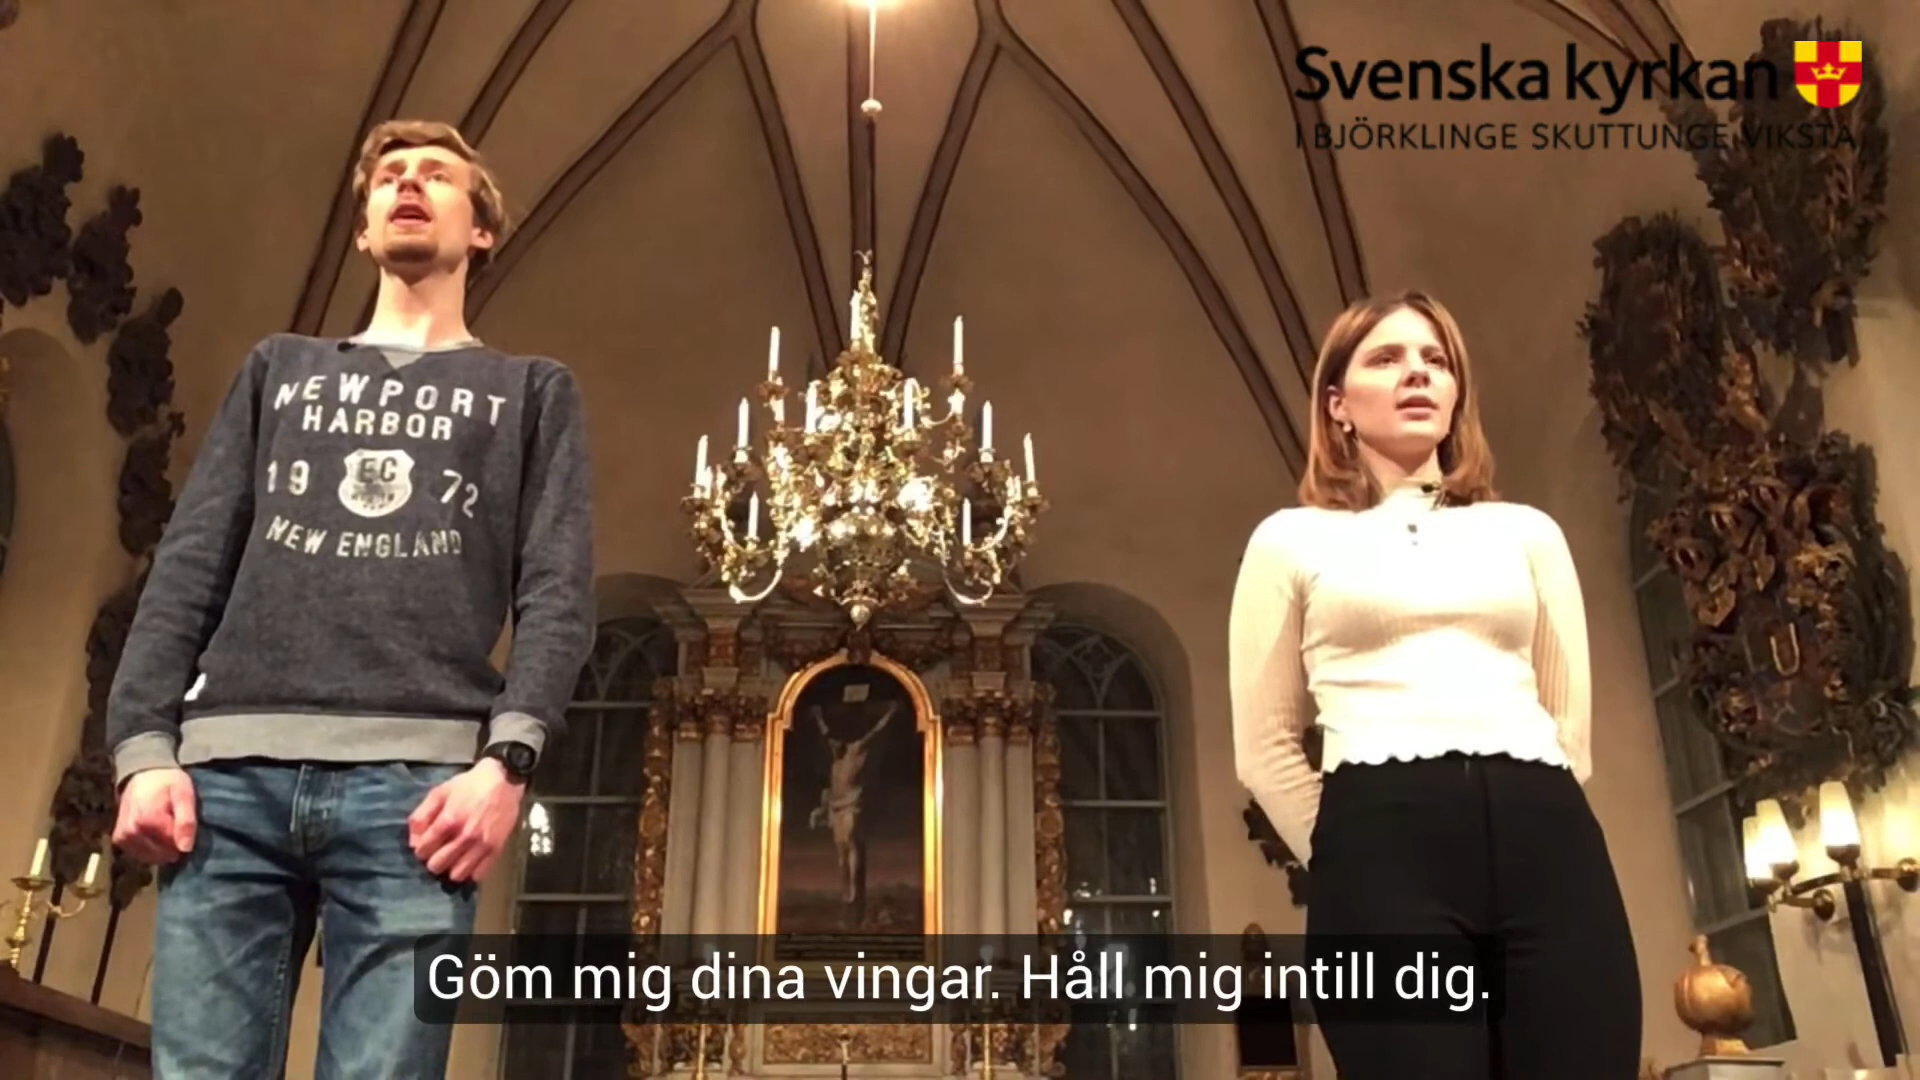 Svenska kyrkan
I BJÖRKLINGE SKUTTUNGE VIKSTA
NEWPORT
HARBOR
19 EC 72
NEW ENGLAND
Göm mig dina vingar. Håll mig intill dig.